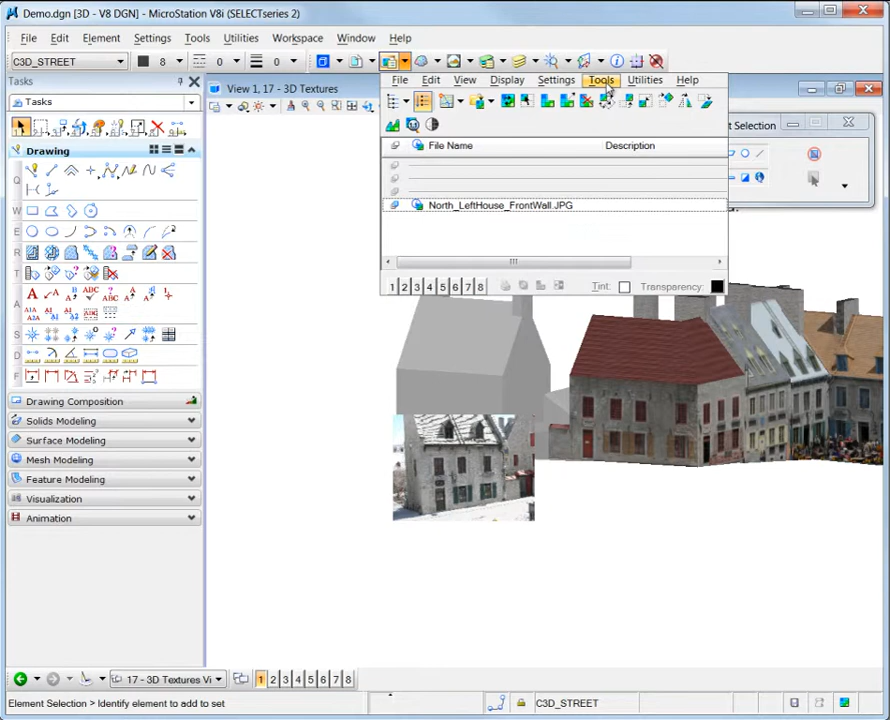 Demo.dgn [3D - V8 DGN] - MicroStation V8i (SELECTseries 2)
File Edit Element Settings Tools Utilities Workspace Window Help
C3D_STREET 8 0 0
Tasks
Tasks
Drawing
Q
W
E
R
T
A
S
D
F
Drawing Composition
Solids Modeling
Surface Modeling
Mesh Modeling
Feature Modeling
Visualization
Animation
View 1, 17 - 3D Textures
File Edit View Display Settings Tools Utilities Help
File Name Description
North_LeftHouse_FrontWall.JPG
1 2 3 4 5 6 7 8 Tint: Transparency:
t Selection
17 - 3D Textures Vi 1 2 3 4 5 6 7 8
Element Selection > Identify element to add to set C3D_STREET